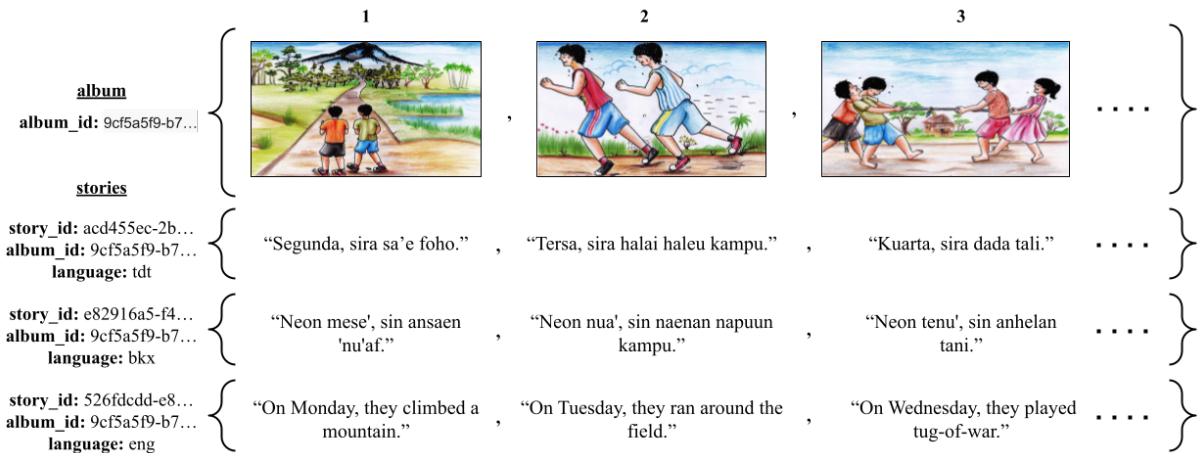 1 2 3
album
album_id: 9cf5a5f9-b7...
, , ....
stories
story_id: acd455ec-2b...
album_id: 9cf5a5f9-b7...
language: tdt
“Segunda, sira sa’e foho.” , “Tersa, sira halai haleu kampu.” , “Kuarta, sira dada tali.” ....
story_id: e82916a5-f4...
album_id: 9cf5a5f9-b7...
language: bkx
“Neon mese', sin ansaen
'nu'af.”
,
“Neon nua', sin naenan napuun
kampu.”
,
“Neon tenu', sin anhelan
tani.”
....
story_id: 526fdcdd-e8...
album_id: 9cf5a5f9-b7...
language: eng
“On Monday, they climbed a
mountain.”
,
“On Tuesday, they ran around the
field.”
,
“On Wednesday, they played
tug-of-war.”
....